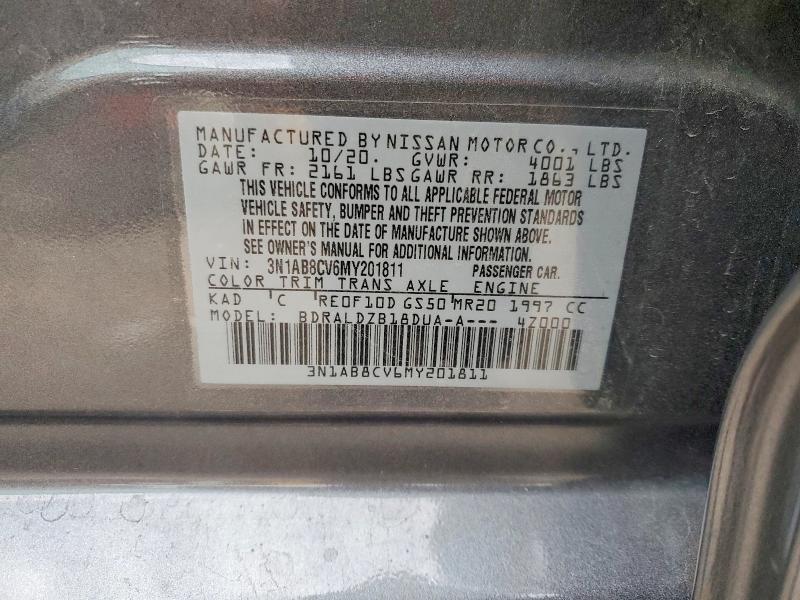 MANUFACTURED BY NISSAN MOTOR CO., LTD.
DATE: 10/20. GVWR: 4001 LBS
GAWR FR: 2161 LBS GAWR RR: 1863 LBS
THIS VEHICLE CONFORMS TO ALL APPLICABLE FEDERAL MOTOR
VEHICLE SAFETY, BUMPER AND THEFT PREVENTION STANDARDS
IN EFFECT ON THE DATE OF MANUFACTURE SHOWN ABOVE.
SEE OWNER'S MANUAL FOR ADDITIONAL INFORMATION.
VIN: 3N1AB8CV6MY201811 PASSENGER CAR.
COLOR TRIM TRANS AXLE ENGINE
KAD C RE0F10D GS50 MR20 1997 CC
MODEL: BDRALDZB18DUA-A--- 4Z000
3N1AB8CV6MY201811